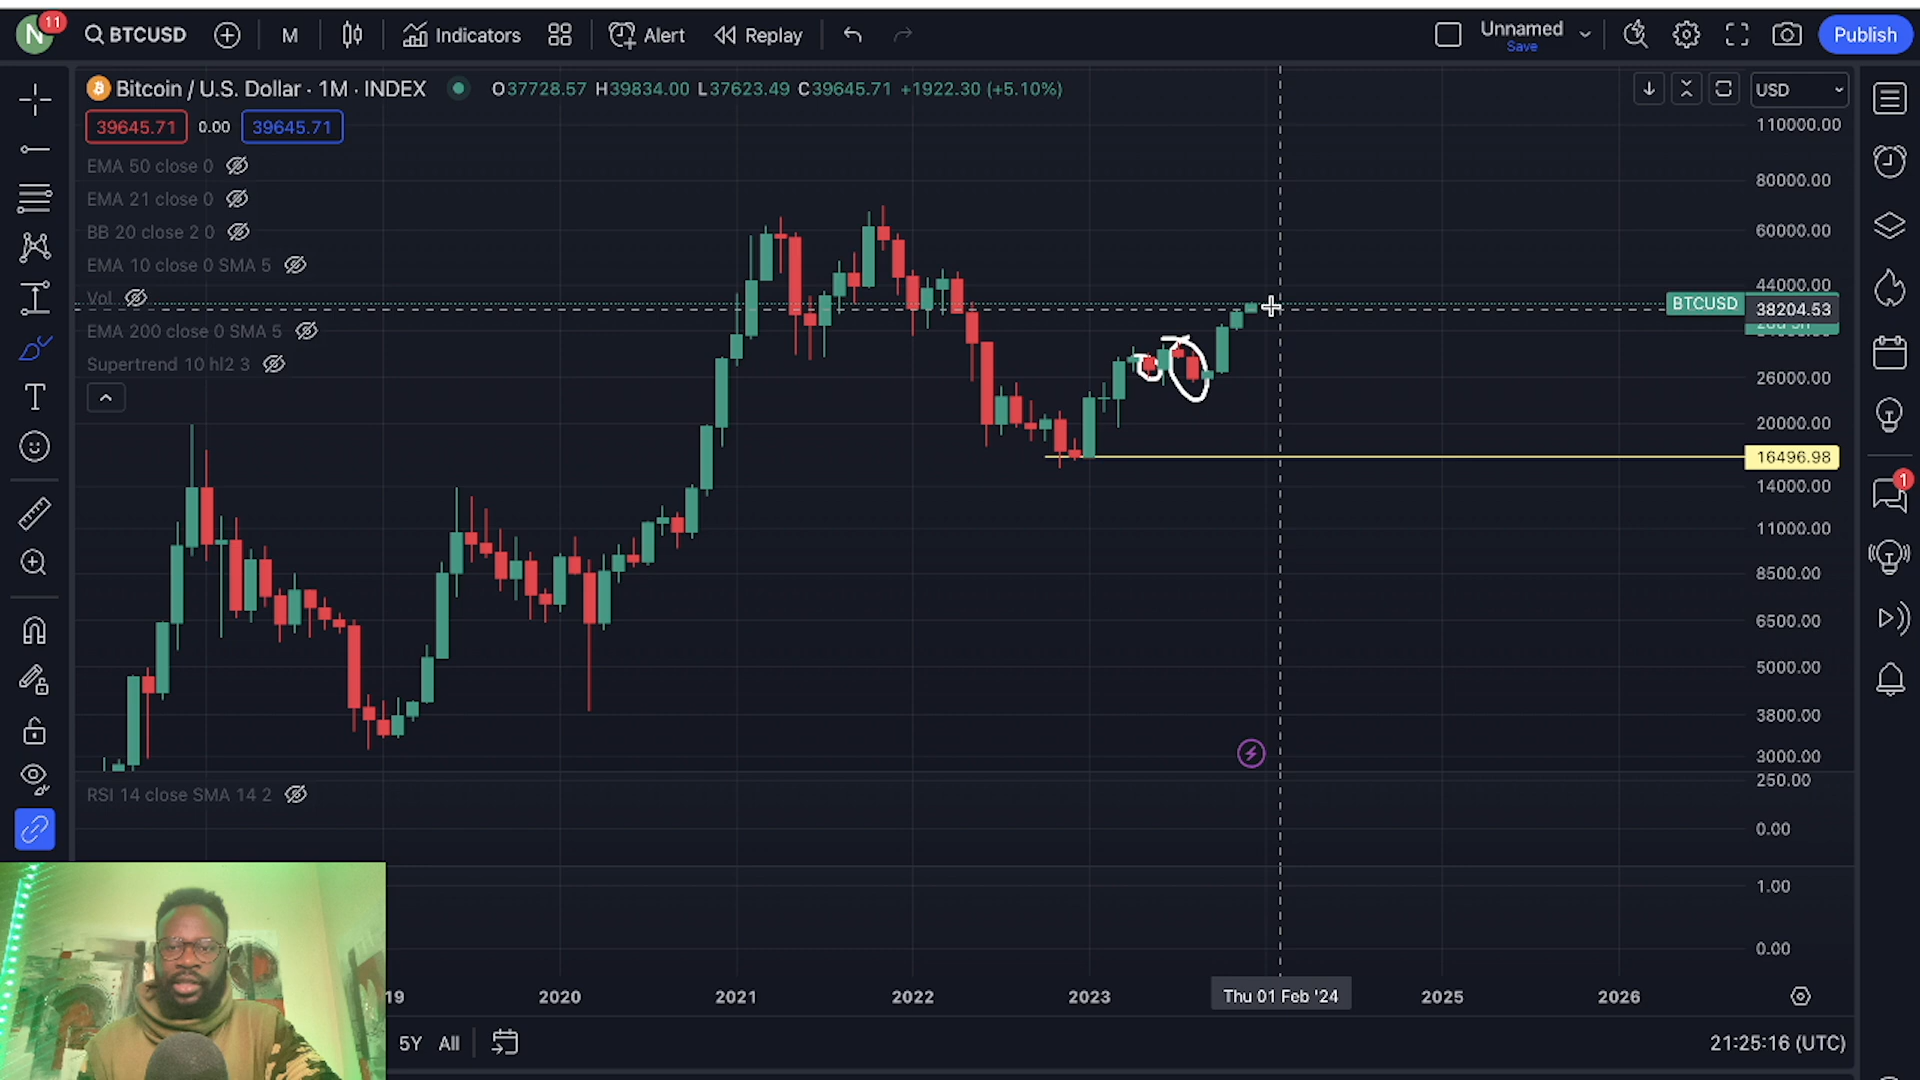 N 11 BTCUSD M Indicators Alert Replay Unnamed Save Publish
Bitcoin / U.S. Dollar · 1M · INDEX O37728.57 H39834.00 L37623.49 C39645.71 +1922.30 (+5.10%) USD
39645.71 0.00 39645.71
EMA 50 close 0
EMA 21 close 0
BB 20 close 2 0
EMA 10 close 0 SMA 5
Vol
EMA 200 close 0 SMA 5
Supertrend 10 hl2 3
110000.00
80000.00
60000.00
44000.00
BTCUSD 38204.53
26000.00
20000.00
16496.98
14000.00
11000.00
8500.00
6500.00
5000.00
3800.00
3000.00
250.00
RSI 14 close SMA 14 2
0.00
1.00
0.00
1
19 2020 2021 2022 2023 Thu 01 Feb '24 2025 2026
5Y All 21:25:16 (UTC)